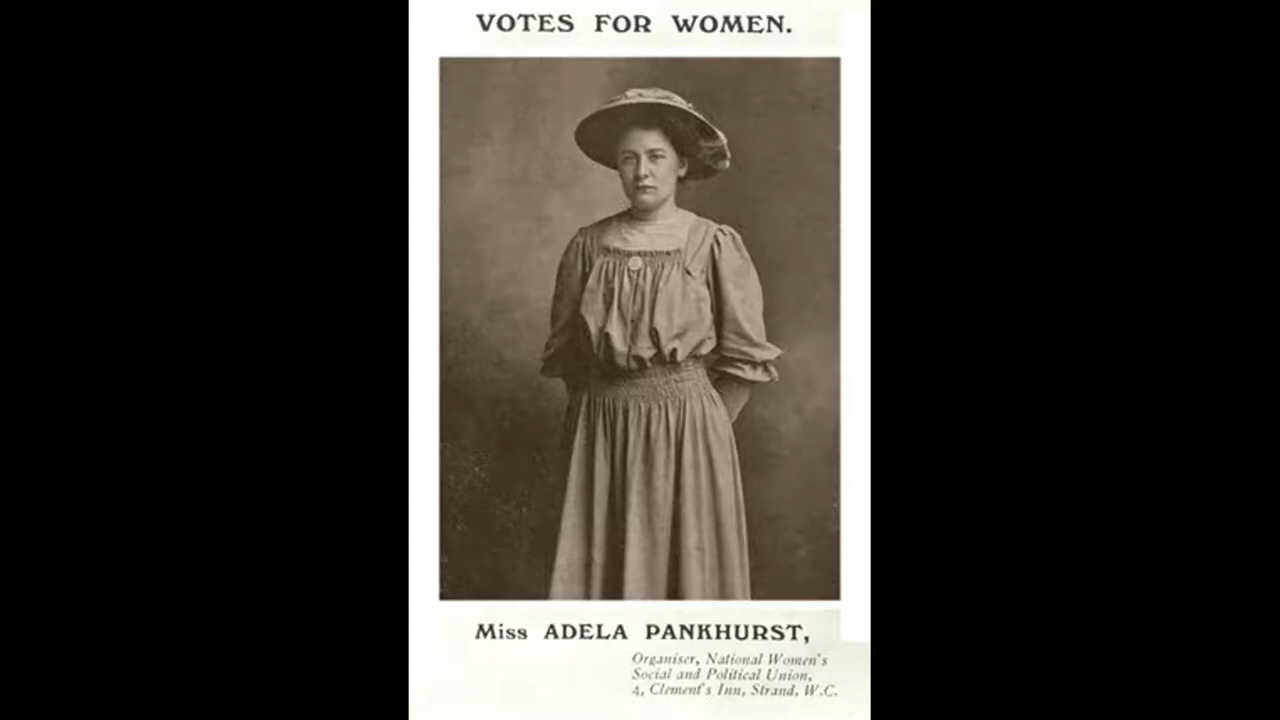 VOTES FOR WOMEN.
Miss ADELA PANKHURST,
Organiser, National Women's
Social and Political Union,
4, Clement's Inn, Strand, W.C.